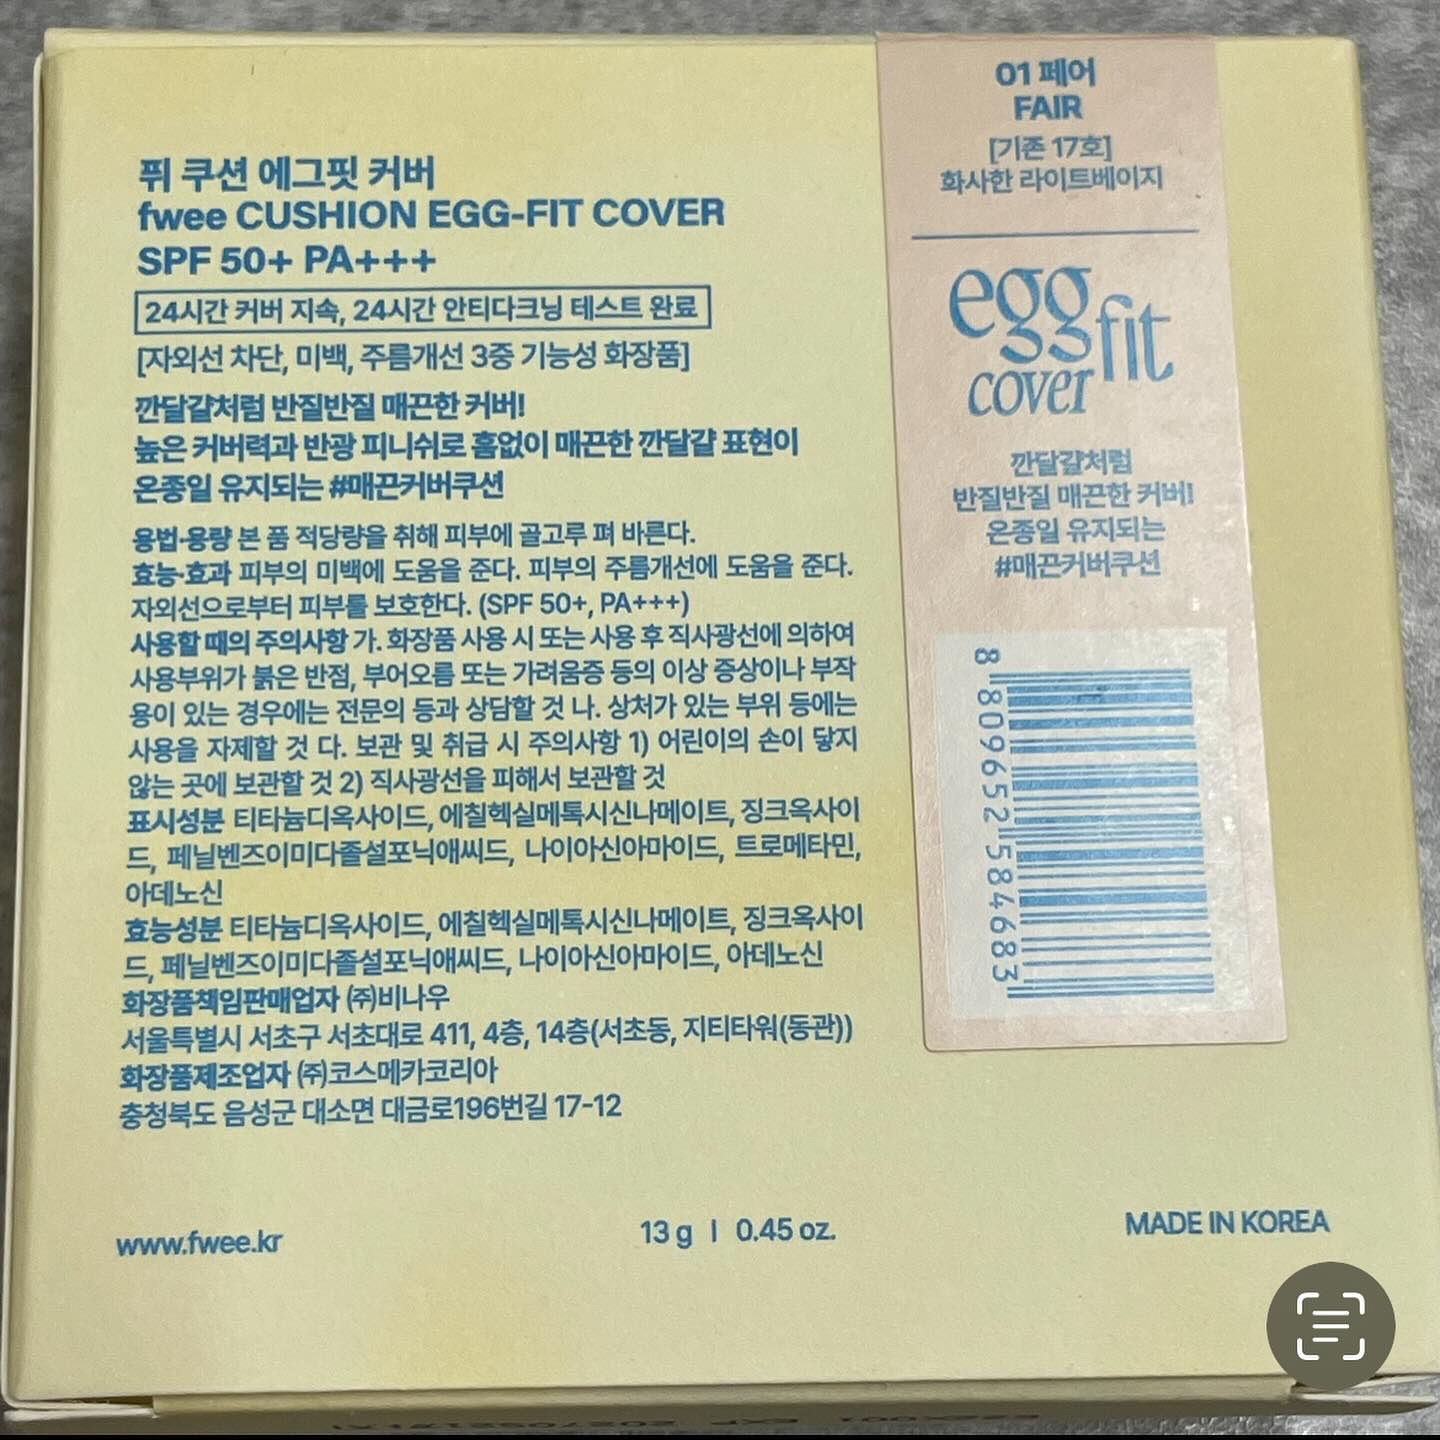 퓌 쿠션 에그핏 커버
fwee CUSHION EGG-FIT COVER
SPF 50+ PA+++
24시간 커버 지속, 24시간 안티다크닝 테스트 완료
[자외선 차단, 미백, 주름개선 3중 기능성 화장품]
깐달걀처럼 반질반질 매끈한 커버!
높은 커버력과 반광 피니쉬로 흠없이 매끈한 깐달걀 표현이
온종일 유지되는 #매끈커버쿠션
용법·용량 본 품 적당량을 취해 피부에 골고루 펴 바른다.
효능·효과 피부의 미백에 도움을 준다. 피부의 주름개선에 도움을 준다.
자외선으로부터 피부를 보호한다. (SPF 50+, PA+++)
사용할 때의 주의사항 가. 화장품 사용 시 또는 사용 후 직사광선에 의하여
사용부위가 붉은 반점, 부어오름 또는 가려움증 등의 이상 증상이나 부작
용이 있는 경우에는 전문의 등과 상담할 것 나. 상처가 있는 부위 등에는
사용을 자제할 것 다. 보관 및 취급 시 주의사항 1) 어린이의 손이 닿지
않는 곳에 보관할 것 2) 직사광선을 피해서 보관할 것
표시성분 티타늄디옥사이드, 에칠헥실메톡시신나메이트, 징크옥사이
드, 페닐벤즈이미다졸설포닉애씨드, 나이아신아마이드, 트로메타민,
아데노신
효능성분 티타늄디옥사이드, 에칠헥실메톡시신나메이트, 징크옥사이
드, 페닐벤즈이미다졸설포닉애씨드, 나이아신아마이드, 아데노신
화장품책임판매업자 ㈜비나우
서울특별시 서초구 서초대로 411, 4층, 14층(서초동, 지티타워(동관))
화장품제조업자 ㈜코스메카코리아
충청북도 음성군 대소면 대금로196번길 17-12
www.fwee.kr
13 g | 0.45 oz.
MADE IN KOREA
01 페어
FAIR
[기존 17호]
화사한 라이트베이지
egg
fit
cover
깐달걀처럼
반질반질 매끈한 커버!
온종일 유지되는
#매끈커버쿠션
8 809652 584683